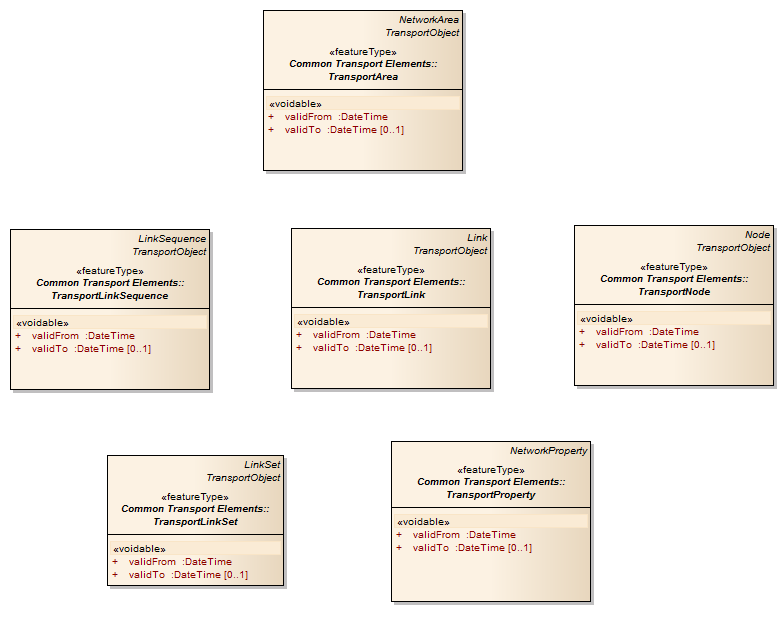 NetworkArea
TransportObject
«featureType»
Common Transport Elements::
TransportArea
«voidable»
+ validFrom :DateTime
+ validTo :DateTime [0..1]
LinkSequence
TransportObject
«featureType»
Common Transport Elements::
TransportLinkSequence
«voidable»
+ validFrom :DateTime
+ validTo :DateTime [0..1]
Link
TransportObject
«featureType»
Common Transport Elements::
TransportLink
«voidable»
+ validFrom :DateTime
+ validTo :DateTime [0..1]
Node
TransportObject
«featureType»
Common Transport Elements::
TransportNode
«voidable»
+ validFrom :DateTime
+ validTo :DateTime [0..1]
LinkSet
TransportObject
«featureType»
Common Transport Elements::
TransportLinkSet
«voidable»
+ validFrom :DateTime
+ validTo :DateTime [0..1]
NetworkProperty
«featureType»
Common Transport Elements::
TransportProperty
«voidable»
+ validFrom :DateTime
+ validTo :DateTime [0..1]